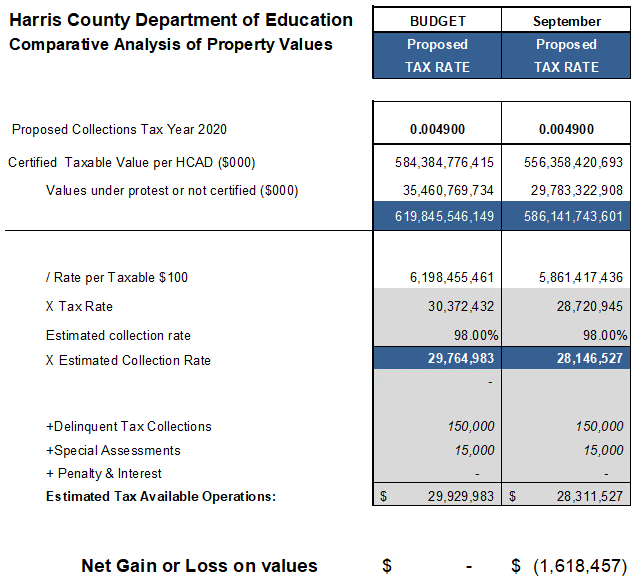 Harris County Department of Education BUDGET September
Comparative Analysis of Property Values Proposed Proposed
TAX RATE TAX RATE
Proposed Collections Tax Year 2020 0.004900 0.004900
Certified Taxable Value per HCAD ($000) 584,384,776,415 556,358,420,693
Values under protest or not certified ($000) 35,460,769,734 29,783,322,908
619,845,546,149 586,141,743,601
/ Rate per Taxable $100 6,198,455,461 5,861,417,436
X Tax Rate 30,372,432 28,720,945
Estimated collection rate 98.00% 98.00%
X Estimated Collection Rate 29,764,983 28,146,527
-
+Delinquent Tax Collections 150,000 150,000
+Special Assessments 15,000 15,000
+ Penalty & Interest - -
Estimated Tax Available Operations: $ 29,929,983 $ 28,311,527
Net Gain or Loss on values $ - $ (1,618,457)